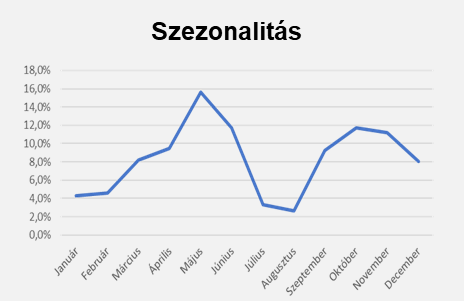 Szezonalitás
18,0%
16,0%
14,0%
12,0%
10,0%
8,0%
6,0%
4,0%
2,0%
0,0%
Január
Február
Március
Április
Május
Június
Július
Augusztus
Szeptember
Október
November
December